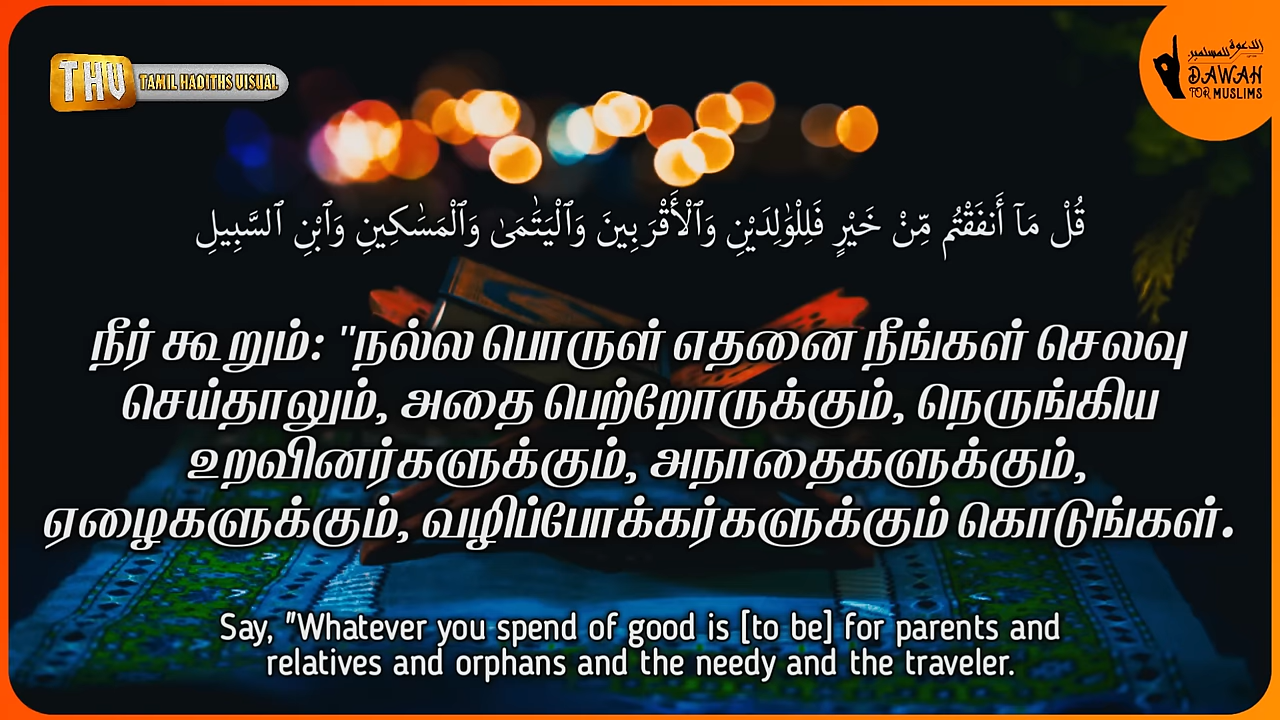 THV TAMIL HADITHS VISUAL
الدعوة للمسلمين
DAWAH
FOR MUSLIMS
قُلْ مَآ أَنفَقْتُم مِّنْ خَيْرٍ فَلِلْوَٰلِدَيْنِ وَٱلْأَقْرَبِينَ وَٱلْيَتَٰمَىٰ وَٱلْمَسَٰكِينِ وَٱبْنِ ٱلسَّبِيلِ
நீர் கூறும்: "நல்ல பொருள் எதனை நீங்கள் செலவு
செய்தாலும், அதை பெற்றோருக்கும், நெருங்கிய
உறவினர்களுக்கும், அநாதைகளுக்கும்,
ஏழைகளுக்கும், வழிப்போக்கர்களுக்கும் கொடுங்கள்.
Say, "Whatever you spend of good is [to be] for parents and
relatives and orphans and the needy and the traveler.